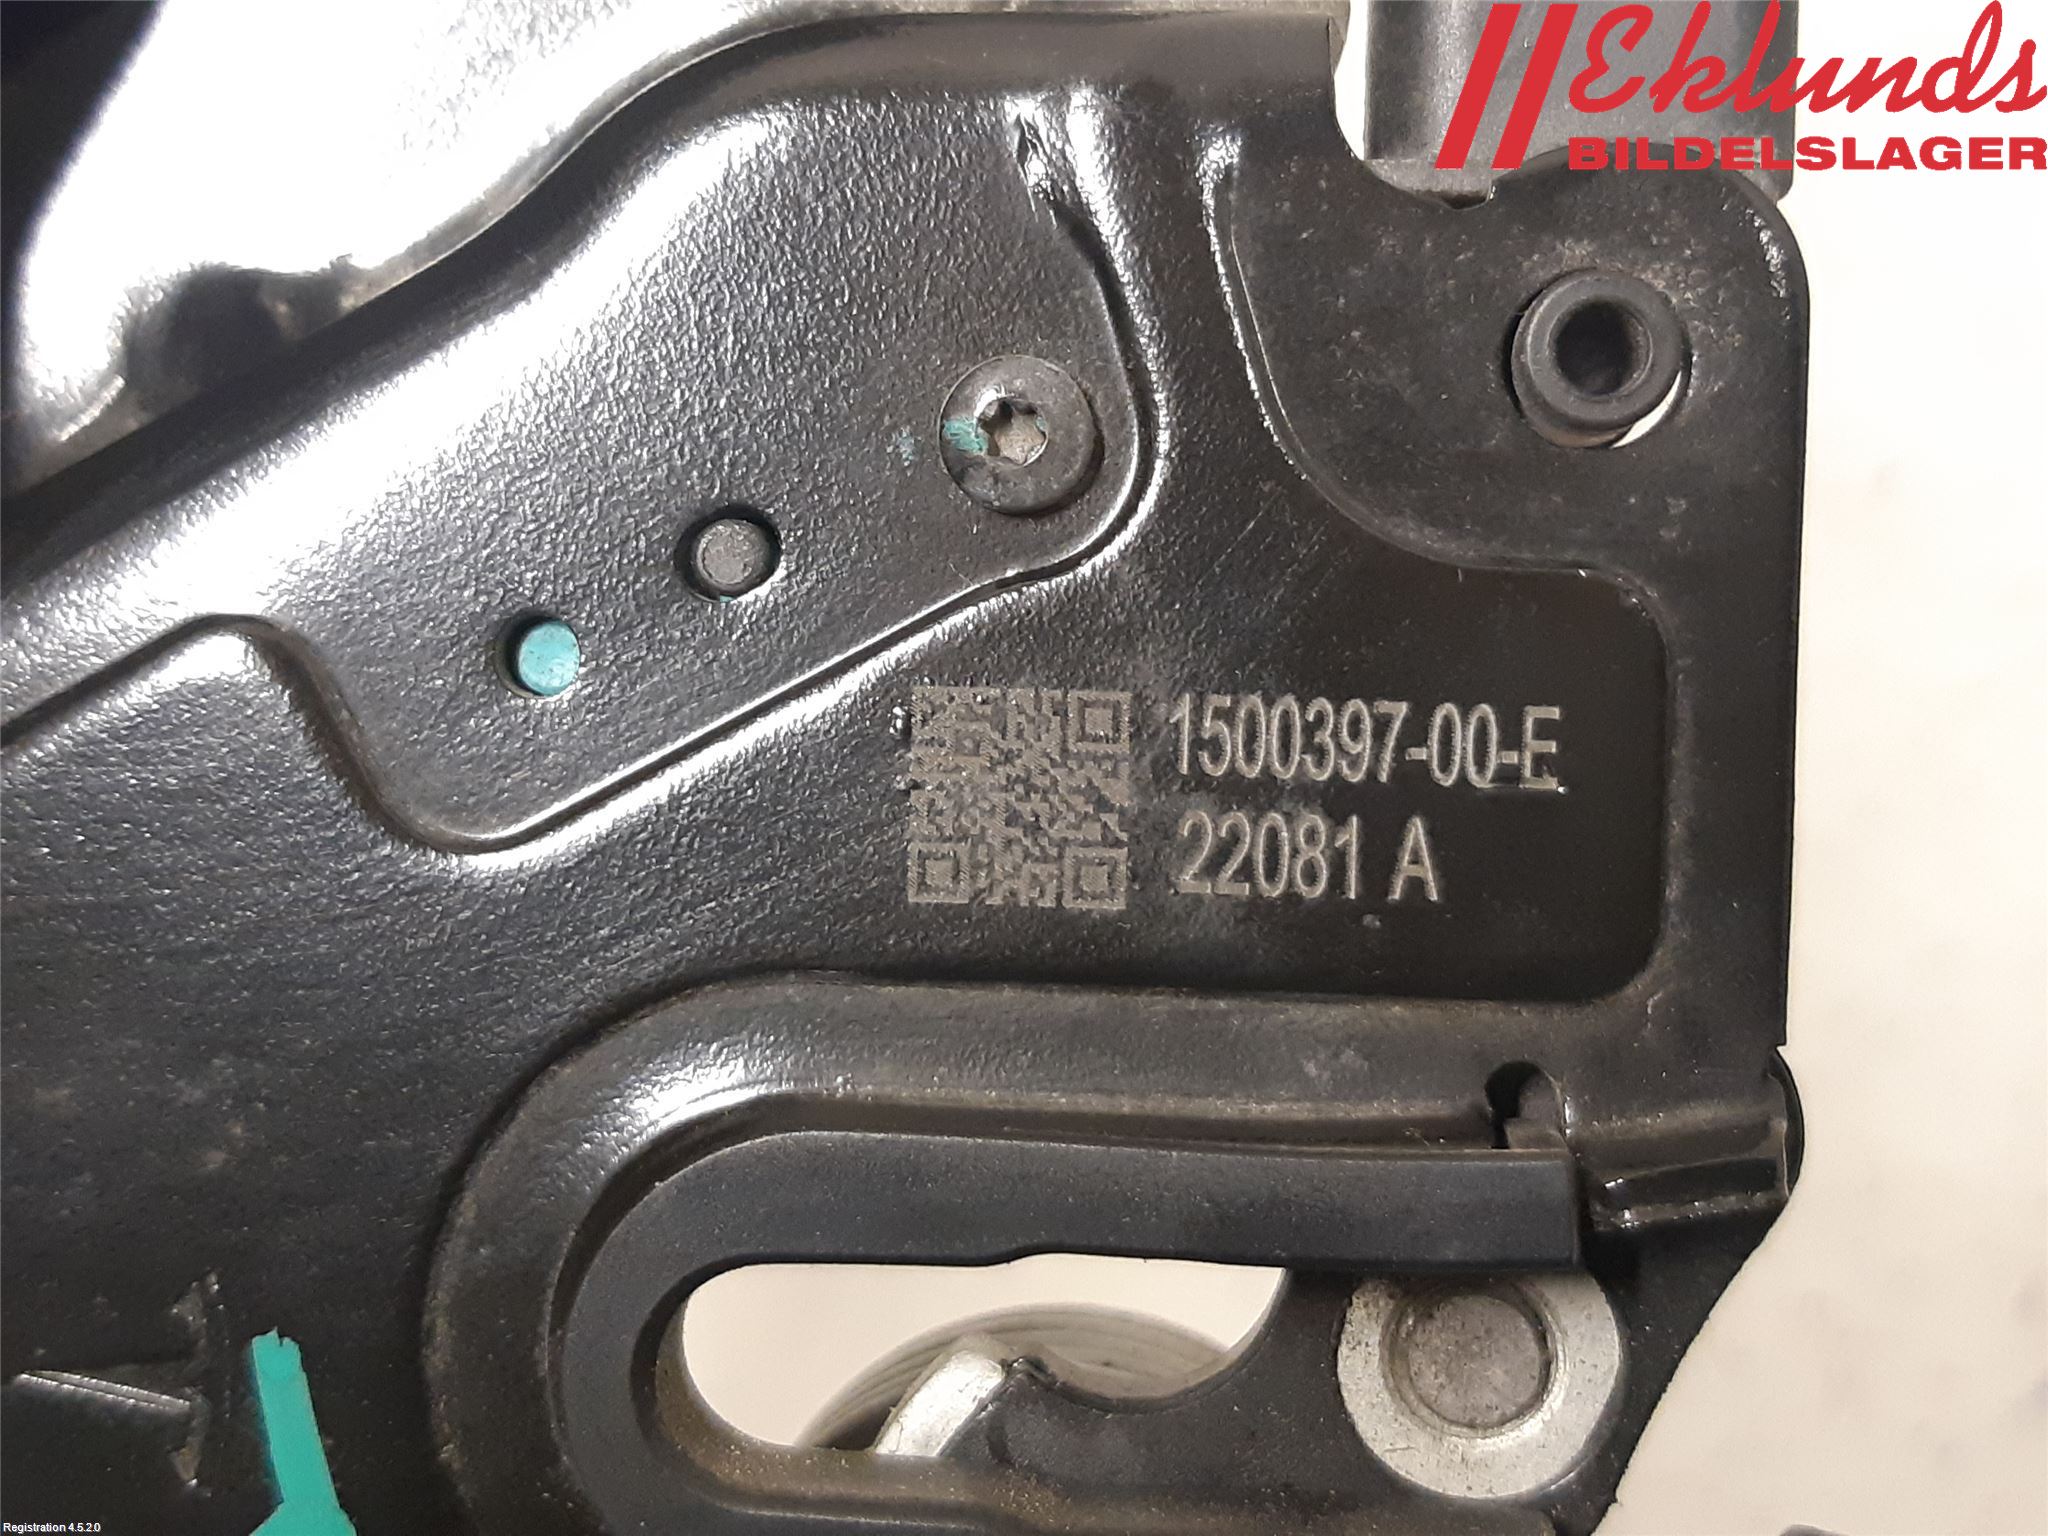 Eklunds
BILDELSLAGER
1500397-00-E
22081 A
Registration 4.5.2.0